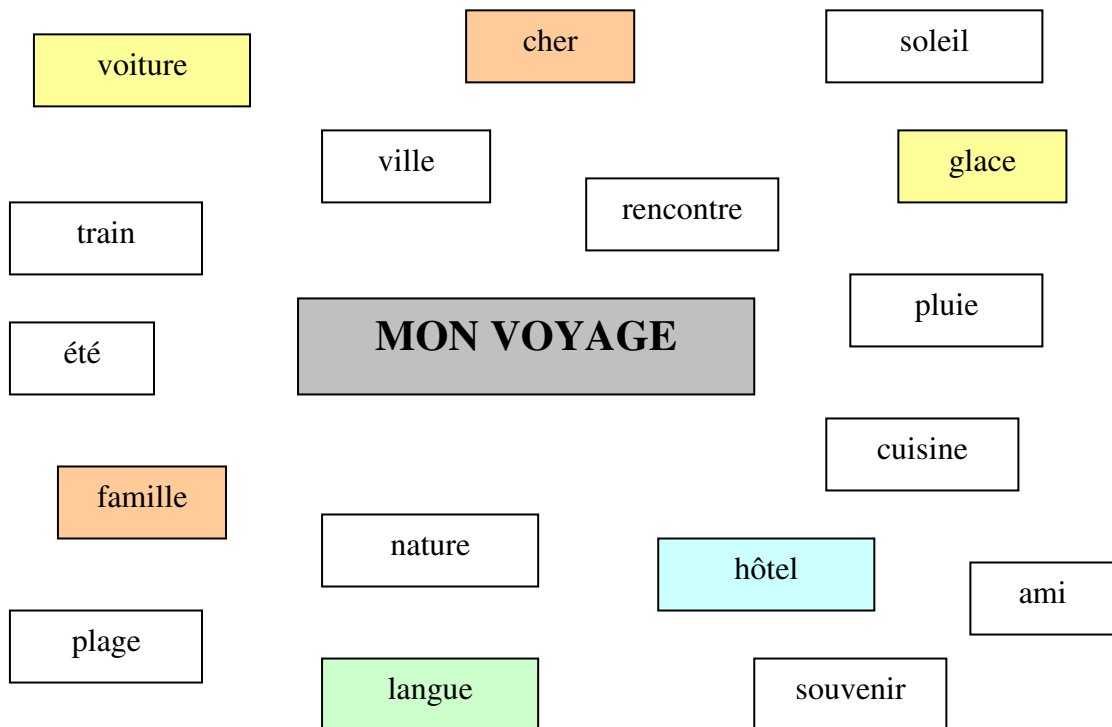 cher
soleil
voiture
ville
glace
rencontre
train
pluie
MON VOYAGE
été
cuisine
famille
nature
hôtel
ami
plage
langue
souvenir